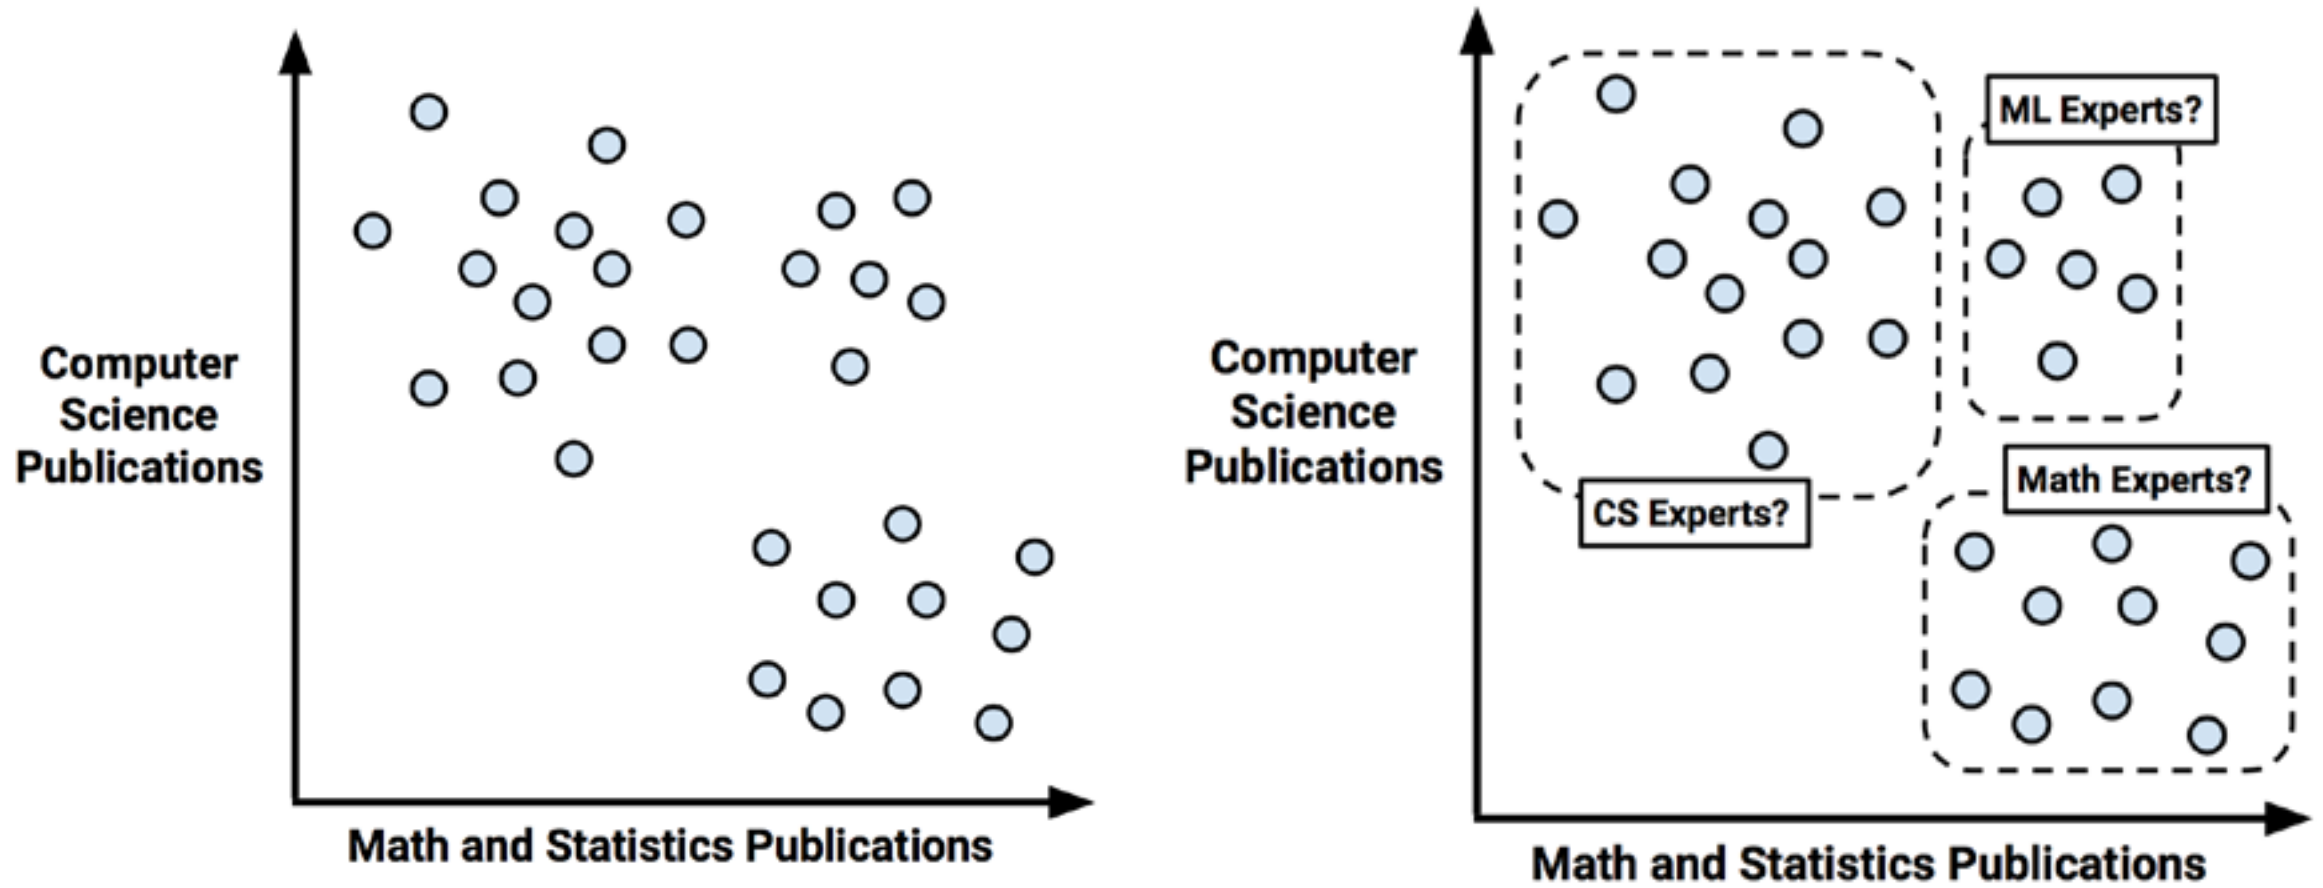 Computer
Science
Publications
Math and Statistics Publications
Computer
Science
Publications
ML Experts?
Math Experts?
CS Experts?
Math and Statistics Publications